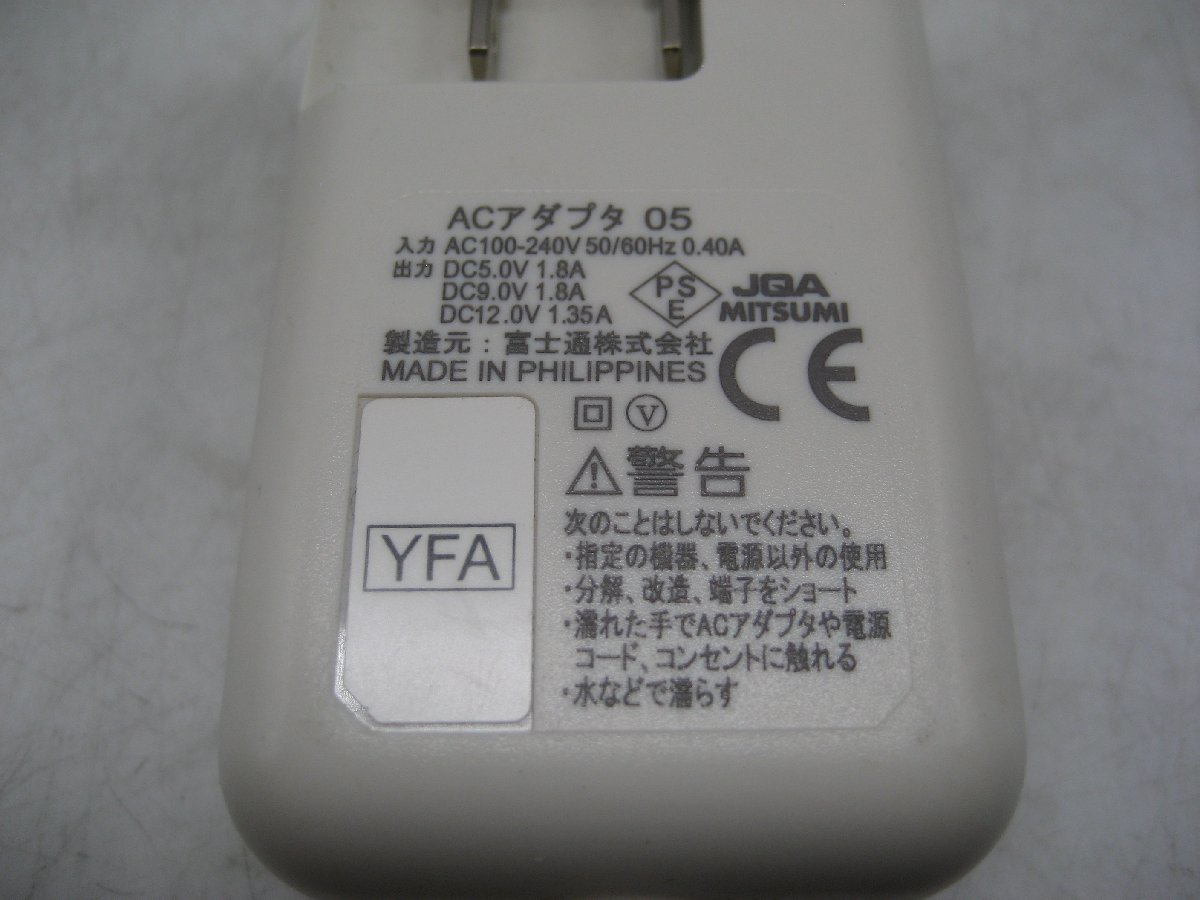 ACアダプタ 05
入力 AC100-240V 50/60Hz 0.40A
出力 DC5.0V 1.8A
DC9.0V 1.8A
DC12.0V 1.35A
PSE
JQA
MITSUMI
製造元：富士通株式会社
MADE IN PHILIPPINES
CE
V
YFA
警告
次のことはしないでください。
・指定の機器、電源以外の使用
・分解、改造、端子をショート
・濡れた手でACアダプタや電源
コード、コンセントに触れる
・水などで濡らす